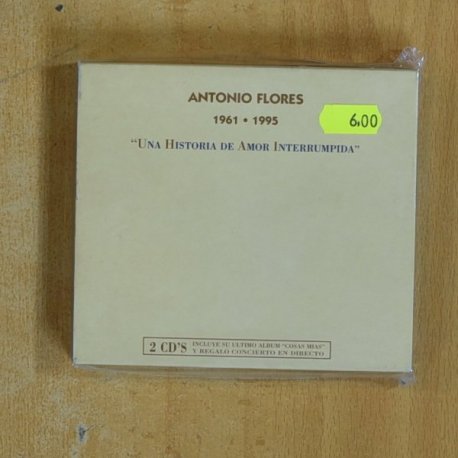 ANTONIO FLORES
1961 • 1995
6,00
"UNA HISTORIA DE AMOR INTERRUMPIDA"
2 CD'S
INCLUYE SU ULTIMO ALBUM "COSAS MIAS"
Y REGALO CONCIERTO EN DIRECTO